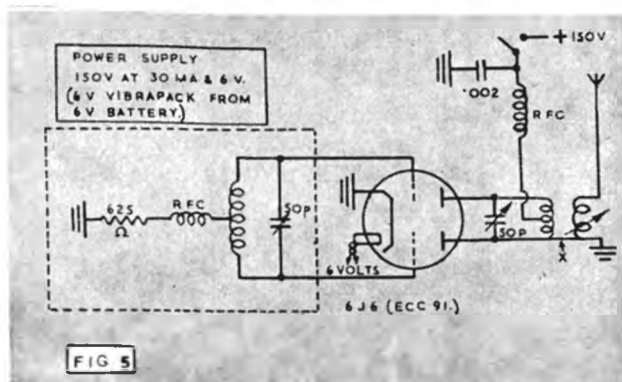 POWER SUPPLY
150V AT 30 MA & 6 V.
(6 V VIBRAPACK FROM
6V BATTERY.)
+ 150V
.002
RFC
625
Ω
RFC
50P
6 VOLTS
50P
X
6J6 (ECC 91.)
FIG 5